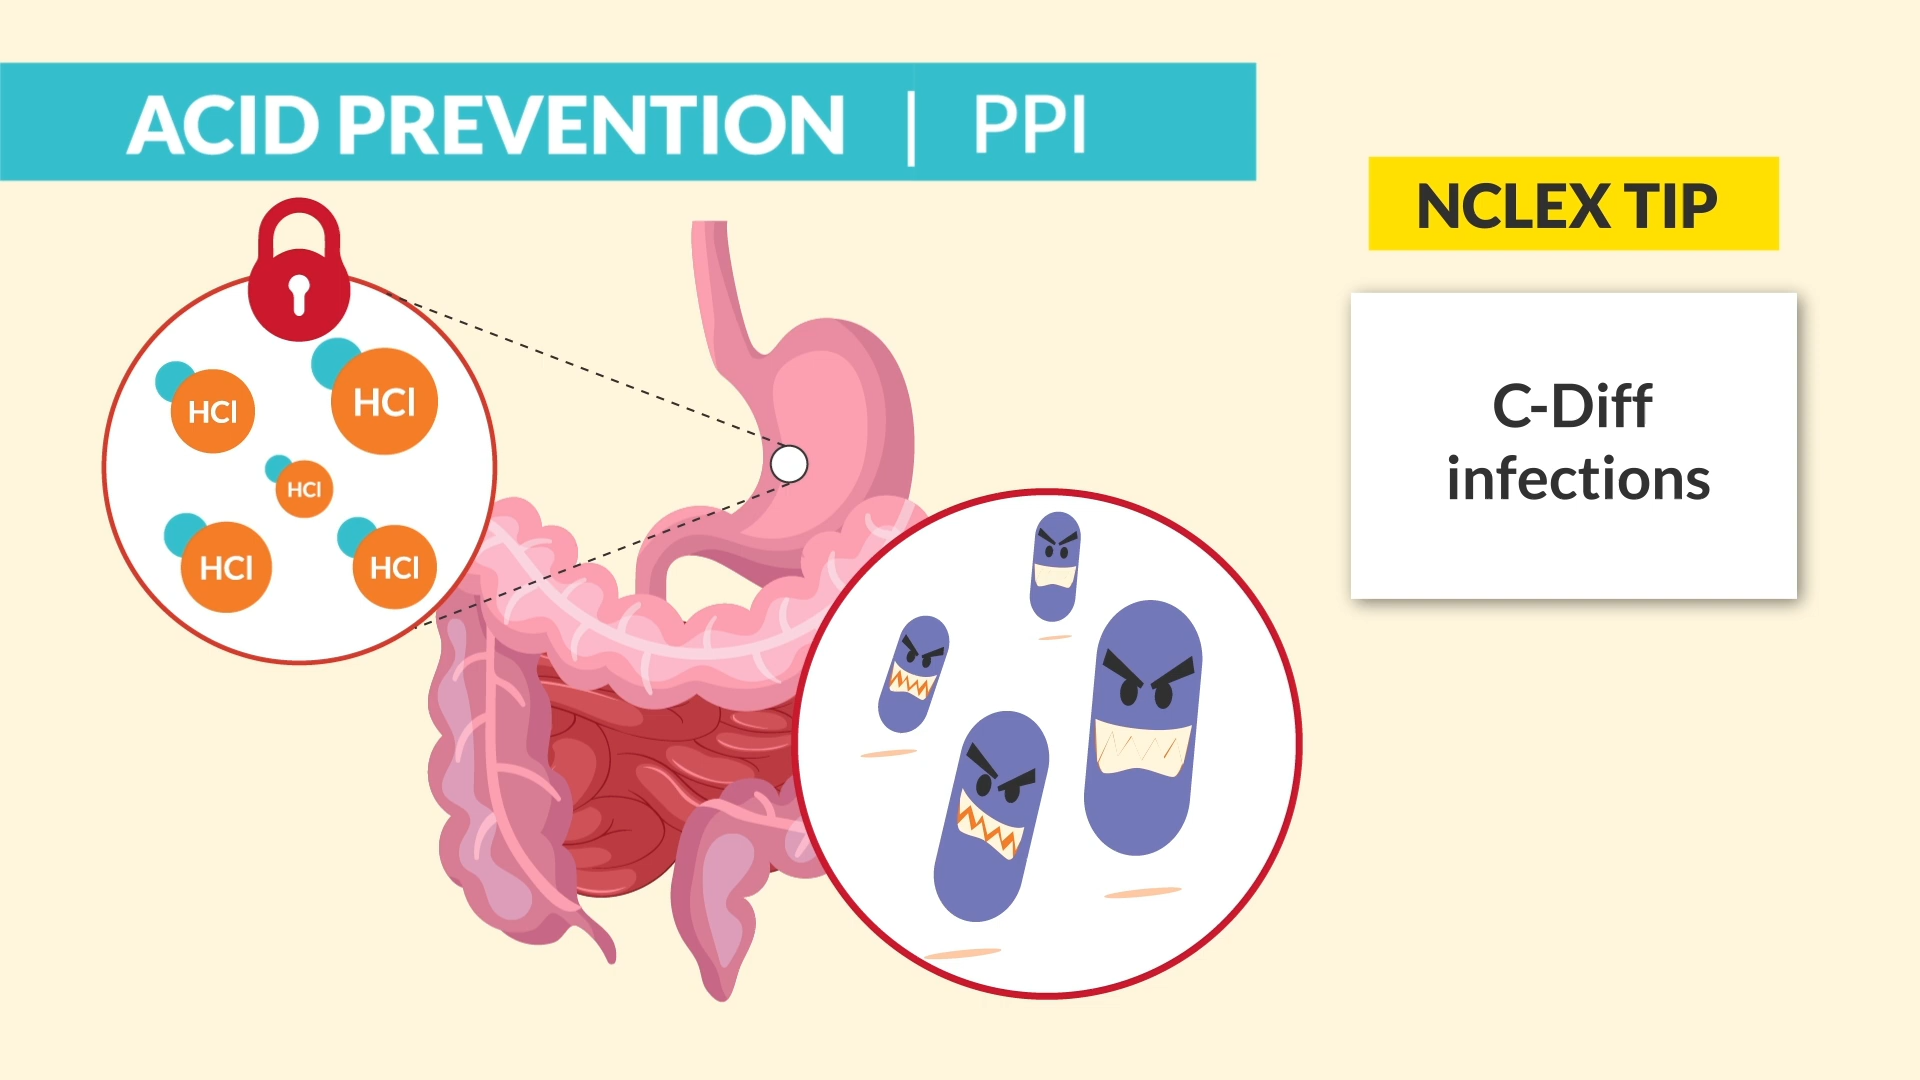 ACID PREVENTION | PPI
NCLEX TIP
C-Diff
infections
HCl
HCl
HCl
HCl
HCl